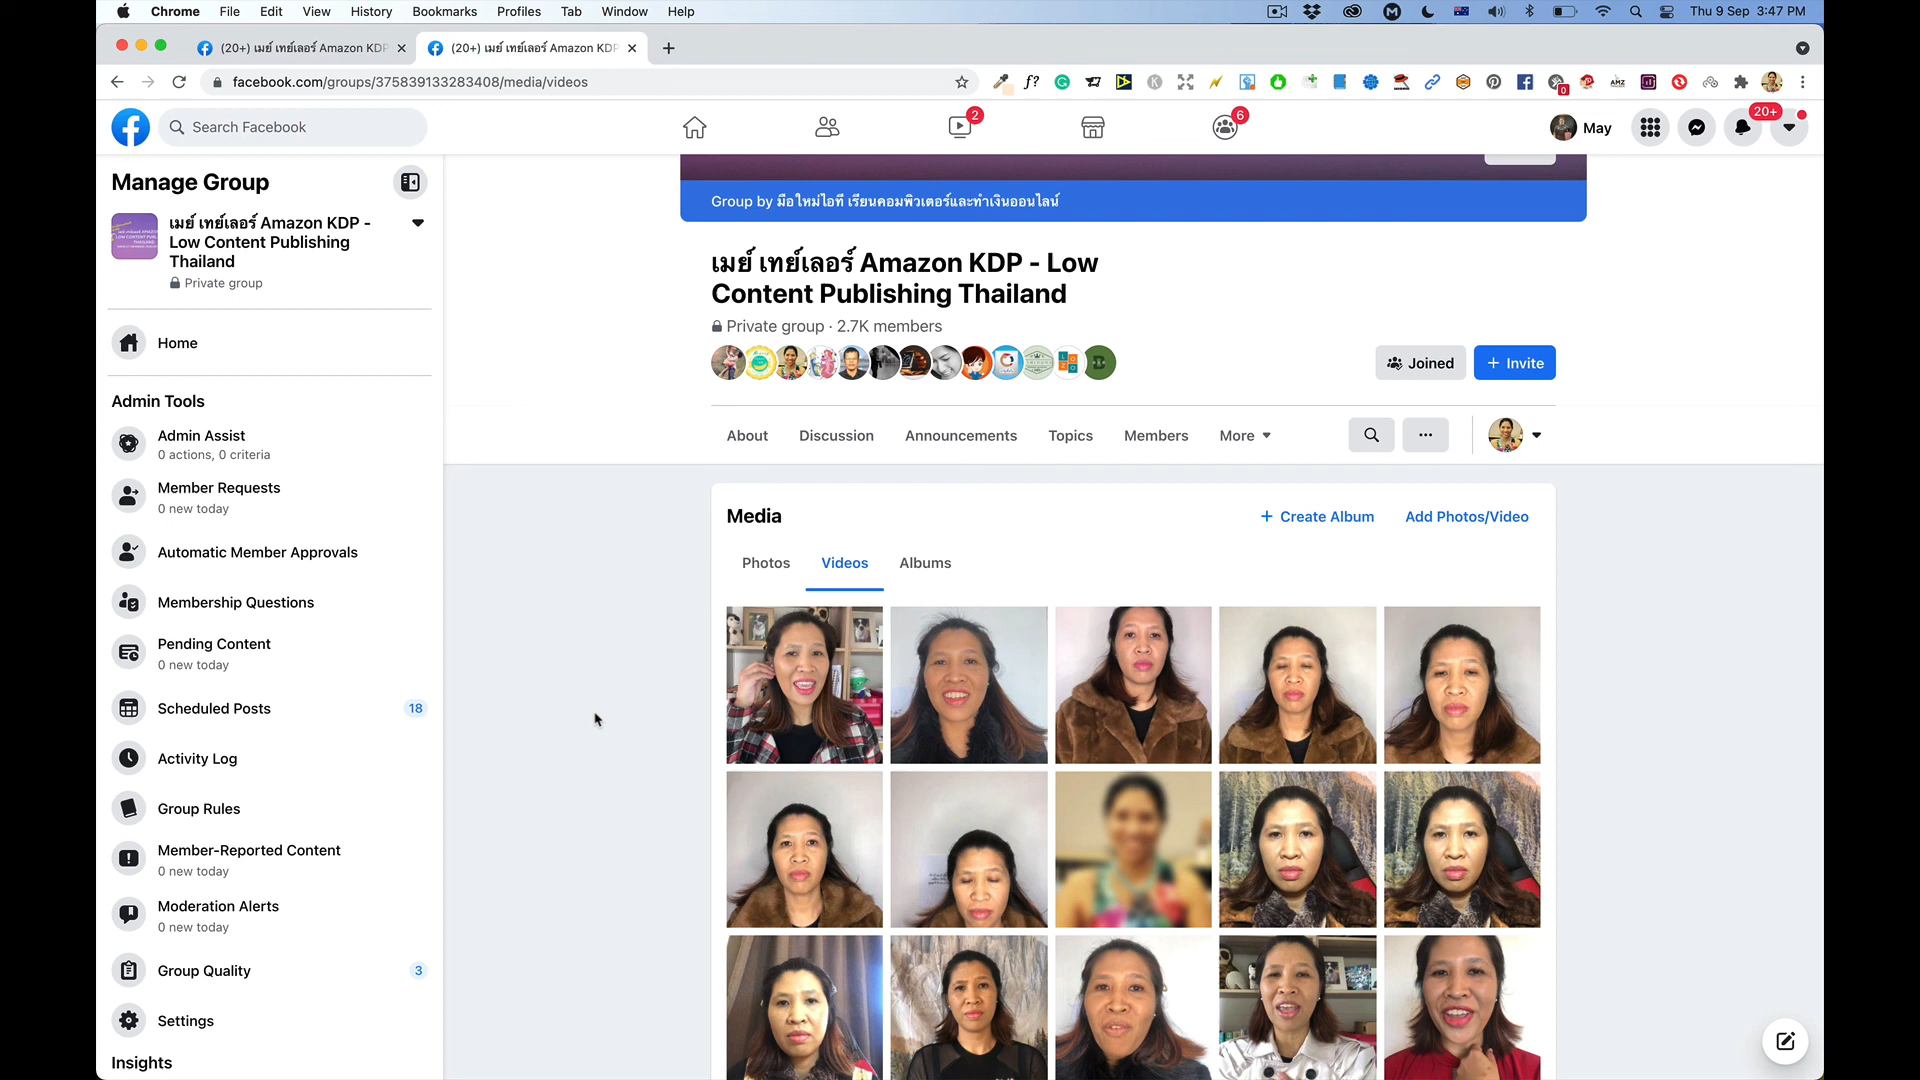 Chrome File Edit View History Bookmarks Profiles Tab Window Help Thu 9 Sep 3:47 PM
(20+) เมย์ เทย์เลอร์ Amazon KDP (20+) เมย์ เทย์เลอร์ Amazon KDP
facebook.com/groups/375839133283408/media/videos
Search Facebook 2 6 May 20+
Manage Group
เมย์ เทย์เลอร์ Amazon KDP -
Low Content Publishing
Thailand
Private group
Home
Admin Tools
Admin Assist
0 actions, 0 criteria
Member Requests
0 new today
Automatic Member Approvals
Membership Questions
Pending Content
0 new today
Scheduled Posts 18
Activity Log
Group Rules
Member-Reported Content
0 new today
Moderation Alerts
0 new today
Group Quality 3
Settings
Insights
Group by มือใหม่ไอที เรียนคอมพิวเตอร์และทำเงินออนไลน์
เมย์ เทย์เลอร์ Amazon KDP - Low
Content Publishing Thailand
Private group · 2.7K members
Joined + Invite
About Discussion Announcements Topics Members More
Media + Create Album Add Photos/Video
Photos Videos Albums